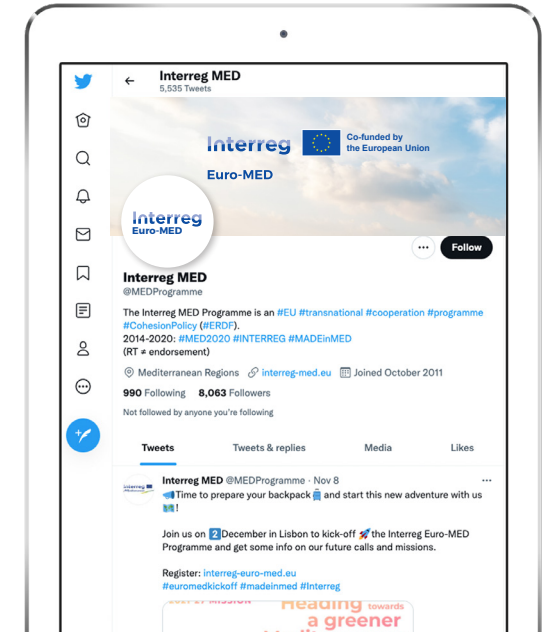 Interreg MED
5,535 Tweets
Interreg
Co-funded by
the European Union
Euro-MED
Interreg
Euro-MED
Follow
Interreg MED
@MEDProgramme
The Interreg MED Programme is an #EU #transnational #cooperation #programme
#CohesionPolicy (#ERDF).
2014-2020: #MED2020 #INTERREG #MADEinMED
(RT ≠ endorsement)
Mediterranean Regions interreg-med.eu Joined October 2011
990 Following 8,063 Followers
Not followed by anyone you're following
Tweets Tweets & replies Media Likes
Interreg MED @MEDProgramme · Nov 8
Time to prepare your backpack and start this new adventure with us
!
Join us on 2 December in Lisbon to kick-off 🚀 the Interreg Euro-MED
Programme and get some info on our future calls and missions.
Register: interreg-euro-med.eu
#euromedkickoff #madeinmed #Interreg
MISSION
Heading towards
a greener